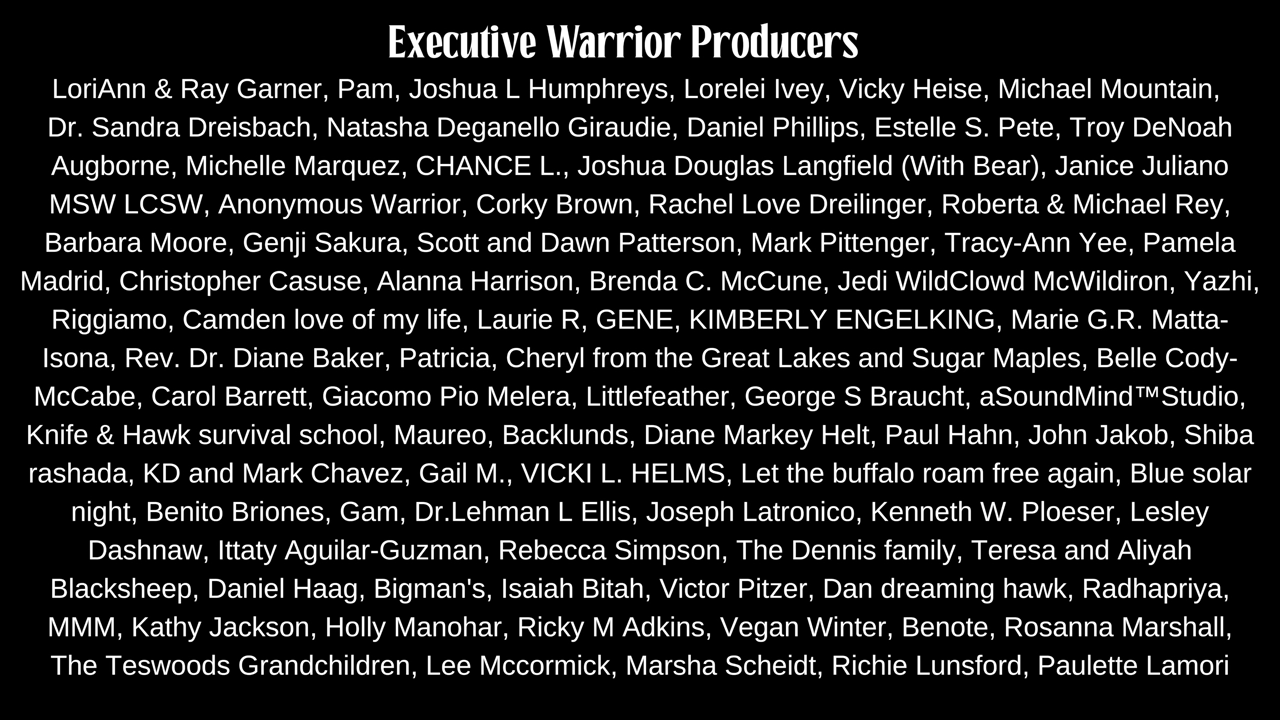 Executive Warrior Producers
LoriAnn & Ray Garner, Pam, Joshua L Humphreys, Lorelei Ivey, Vicky Heise, Michael Mountain,
Dr. Sandra Dreisbach, Natasha Deganello Giraudie, Daniel Phillips, Estelle S. Pete, Troy DeNoah
Augborne, Michelle Marquez, CHANCE L., Joshua Douglas Langfield (With Bear), Janice Juliano
MSW LCSW, Anonymous Warrior, Corky Brown, Rachel Love Dreilinger, Roberta & Michael Rey,
Barbara Moore, Genji Sakura, Scott and Dawn Patterson, Mark Pittenger, Tracy-Ann Yee, Pamela
Madrid, Christopher Casuse, Alanna Harrison, Brenda C. McCune, Jedi WildClowd McWildiron, Yazhi,
Riggiamo, Camden love of my life, Laurie R, GENE, KIMBERLY ENGELKING, Marie G.R. Matta-
Isona, Rev. Dr. Diane Baker, Patricia, Cheryl from the Great Lakes and Sugar Maples, Belle Cody-
McCabe, Carol Barrett, Giacomo Pio Melera, Littlefeather, George S Braucht, aSoundMind™Studio,
Knife & Hawk survival school, Maureo, Backlunds, Diane Markey Helt, Paul Hahn, John Jakob, Shiba
rashada, KD and Mark Chavez, Gail M., VICKI L. HELMS, Let the buffalo roam free again, Blue solar
night, Benito Briones, Gam, Dr.Lehman L Ellis, Joseph Latronico, Kenneth W. Ploeser, Lesley
Dashnaw, Ittaty Aguilar-Guzman, Rebecca Simpson, The Dennis family, Teresa and Aliyah
Blacksheep, Daniel Haag, Bigman's, Isaiah Bitah, Victor Pitzer, Dan dreaming hawk, Radhapriya,
MMM, Kathy Jackson, Holly Manohar, Ricky M Adkins, Vegan Winter, Benote, Rosanna Marshall,
The Teswoods Grandchildren, Lee Mccormick, Marsha Scheidt, Richie Lunsford, Paulette Lamori